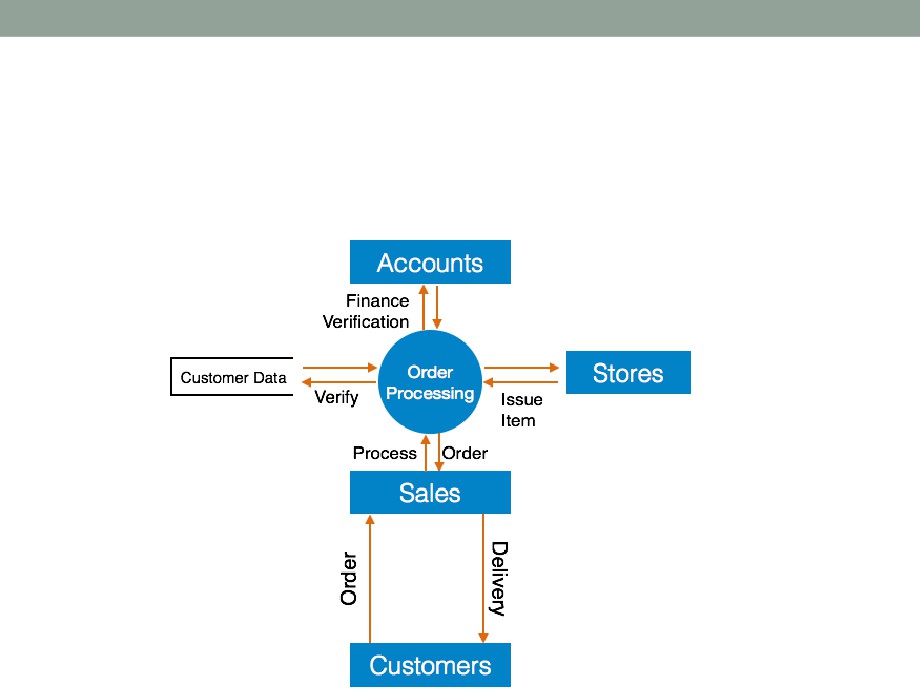 Accounts
Finance
Verification
Order
Processing
Customer Data
Verify
Stores
Issue
Item
Process
Order
Sales
Order
Delivery
Customers